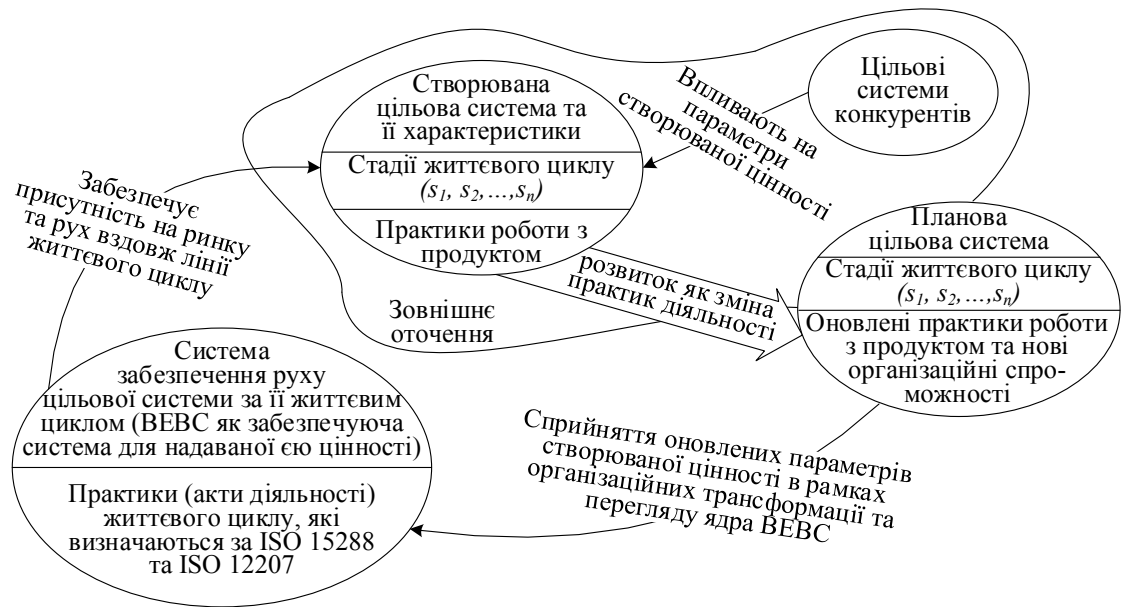 Створювана
цільова система та
її характеристики
Стадії життєвого циклу
(s1, s2,...,sn)
Практики роботи з
продуктом
Впливають на
параметри
створюваної цінності
Цільові
системи
конкурентів
Забезпечує
присутність на ринку
та рух вздовж лінії
життєвого циклу
Планова
цільова система
Стадії життєвого циклу
(s1, s2,...,sn)
Оновлені практики роботи
з продуктом та нові
організаційні спро-
можності
розвиток як зміна
практик діяльності
Зовнішнє
оточення
Система
забезпечення руху
цільової системи за її життєвим
циклом (ВЕВС як забезпечуюча
система для надаваної єю цінності)
Практики (акти діяльності)
життєвого циклу, які
визначаються за ISO 15288
та ISO 12207
Сприйняття оновлених параметрів
створюваної цінності в рамках
організаційних трансформації та
перегляду ядра ВЕВС